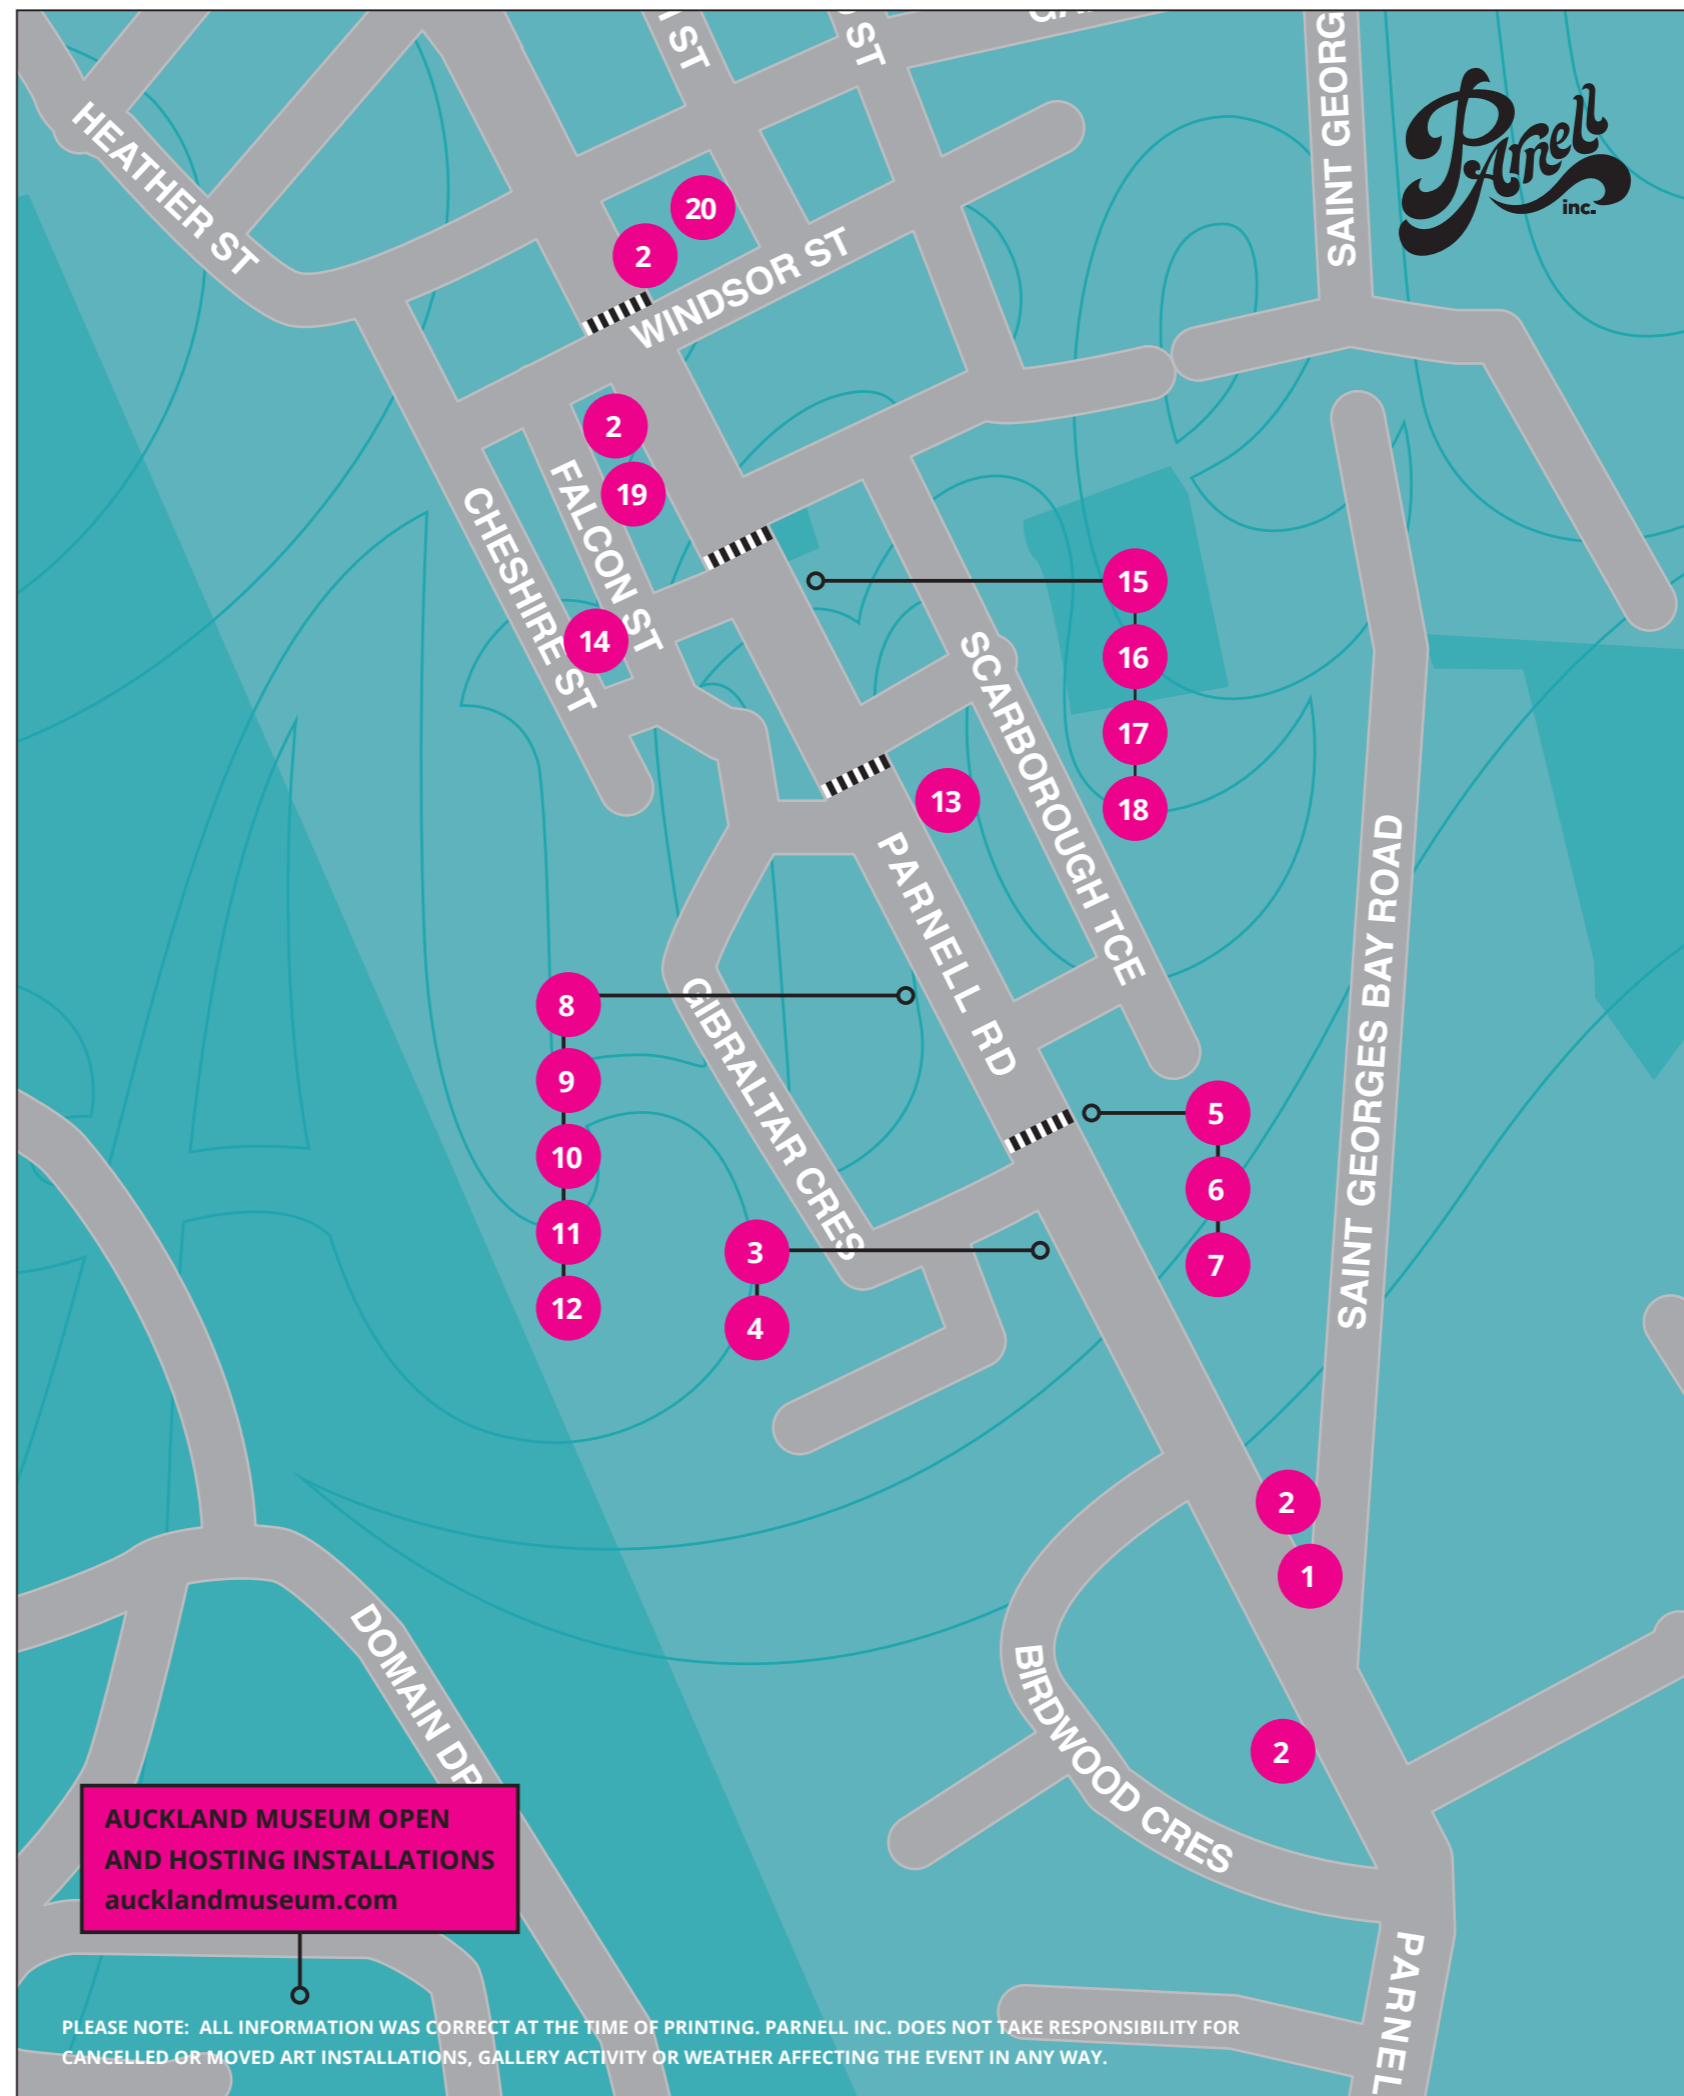 ST
ST
SAINT GEORG
PARnell
inc.
HEATHER ST
20
2
WINDSOR ST
2
19
FALCON ST
CHESHIRE ST
14
15
16
17
18
SCARBOROUGH TCE
13
PARNELL RD
SAINT GEORGES BAY ROAD
GIBRALTAR CRES
8
9
10
11
12
5
6
7
3
4
2
1
2
BIRDWOOD CRES
DOMAIN DR
PARNEL
AUCKLAND MUSEUM OPEN
AND HOSTING INSTALLATIONS
aucklandmuseum.com
PLEASE NOTE: ALL INFORMATION WAS CORRECT AT THE TIME OF PRINTING. PARNELL INC. DOES NOT TAKE RESPONSIBILITY FOR
CANCELLED OR MOVED ART INSTALLATIONS, GALLERY ACTIVITY OR WEATHER AFFECTING THE EVENT IN ANY WAY.